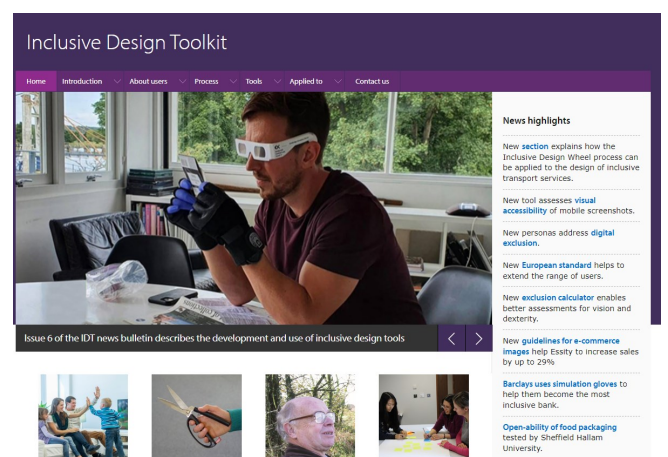 Inclusive Design Toolkit
Home Introduction About users Process Tools Applied to Contact us
Issue 6 of the IDT news bulletin describes the development and use of inclusive design tools
News highlights
New section explains how the
Inclusive Design Wheel process can
be applied to the design of inclusive
transport services.
New tool assesses visual
accessibility of mobile screenshots.
New personas address digital
exclusion.
New European standard helps to
extend the range of users.
New exclusion calculator enables
better assessments for vision and
dexterity.
New guidelines for e-commerce
images help Essity to increase sales
by up to 29%
Barclays uses simulation gloves to
help them become the most
inclusive bank.
Open-ability of food packaging
tested by Sheffield Hallam
University.